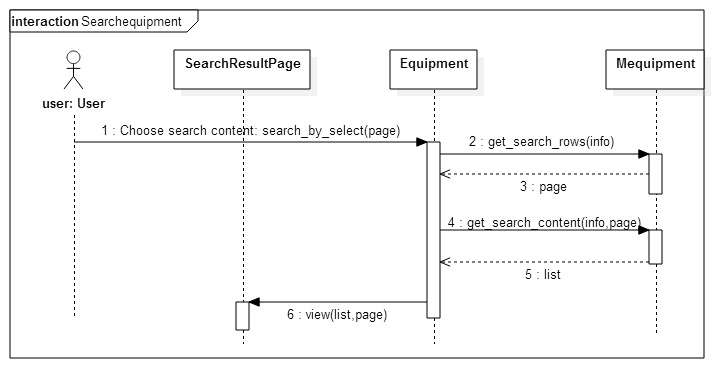 interaction Searchequipment
SearchResultPage
Equipment
Mequipment
user: User
1 : Choose search content: search_by_select(page)
2 : get_search_rows(info)
3 : page
4 : get_search_content(info,page)
5 : list
6 : view(list,page)